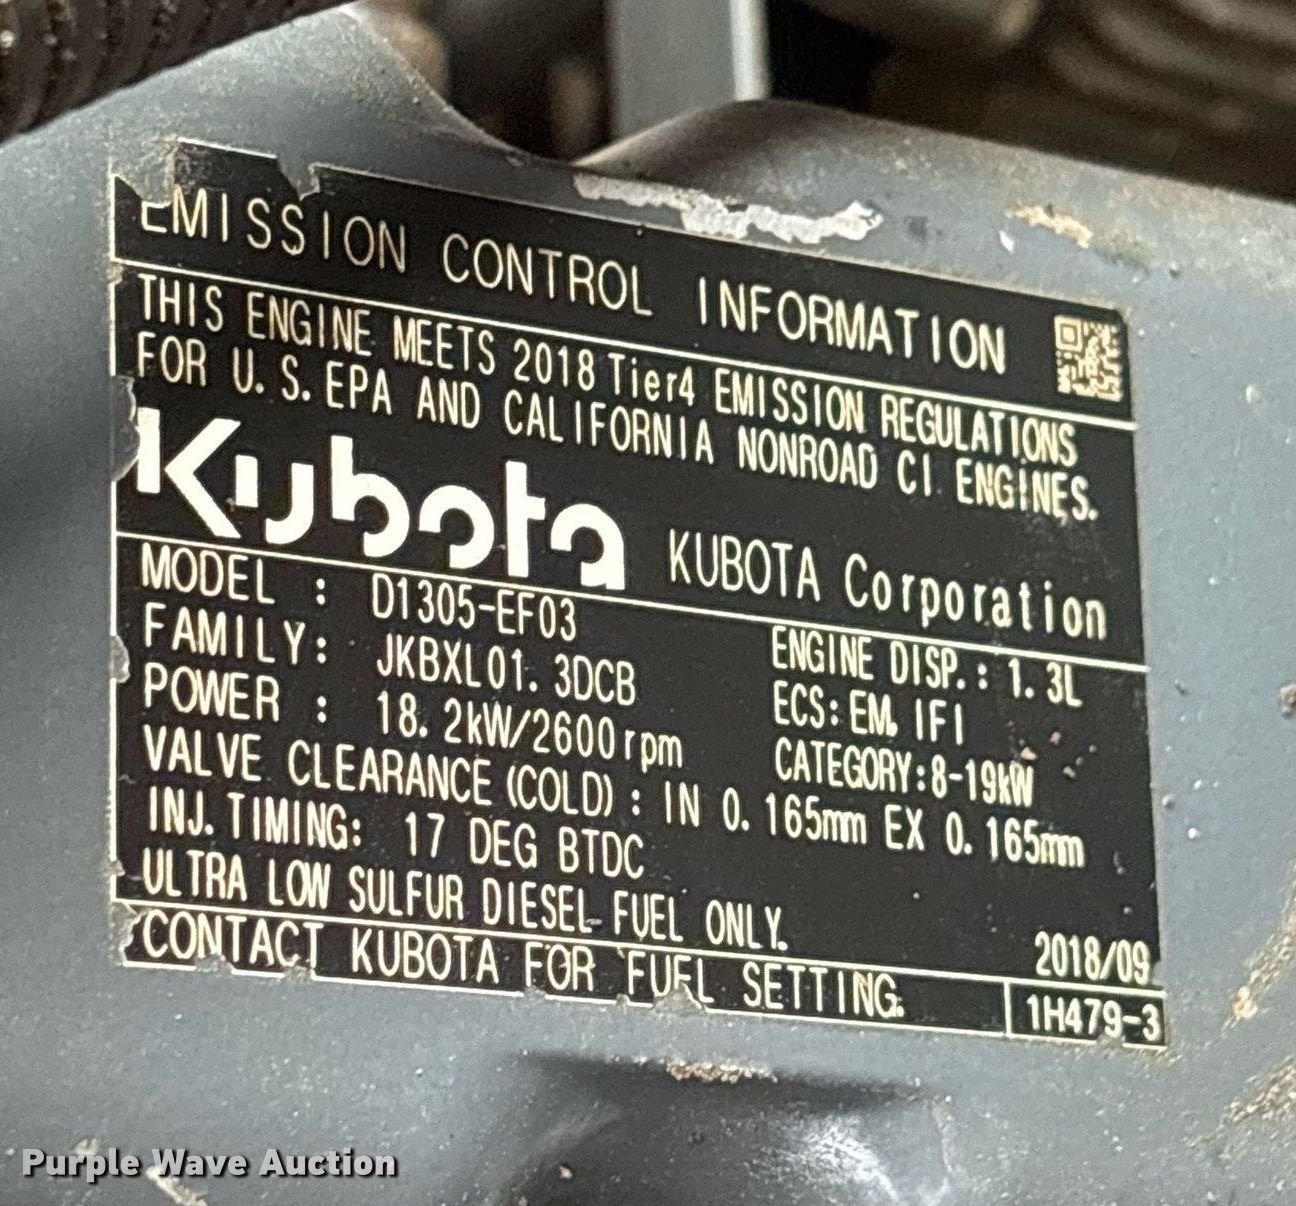 EMISSION CONTROL INFORMATION
THIS ENGINE MEETS 2018 Tier4 EMISSION REGULATIONS
FOR U.S.EPA AND CALIFORNIA NONROAD CI ENGINES.
Kubota KUBOTA Corporation
MODEL : D1305-EF03 ENGINE DISP.: 1.3L
FAMILY: JKBXL01.3DCB ECS:EM, IFI
POWER : 18.2kW/2600rpm CATEGORY:8-19kW
VALVE CLEARANCE(COLD): IN 0.165mm EX 0.165mm
INJ.TIMING: 17 DEG BTDC
ULTRA LOW SULFUR DIESEL FUEL ONLY. 2018/09
CONTACT KUBOTA FOR FUEL SETTING. 1H479-3
Purple Wave Auction